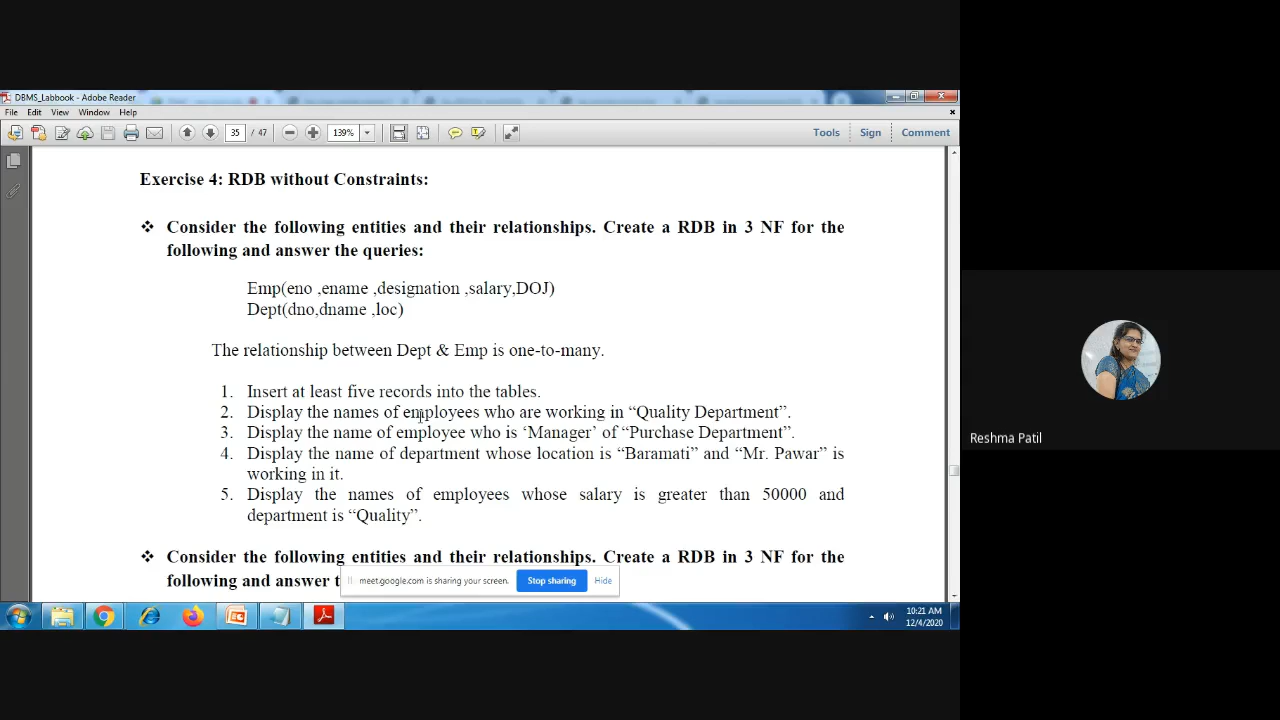 DBMS_Labbook - Adobe Reader
File Edit View Window Help
35 / 47 139% Tools Sign Comment
Exercise 4: RDB without Constraints:
❖ Consider the following entities and their relationships. Create a RDB in 3 NF for the
following and answer the queries:
Emp(eno ,ename ,designation ,salary,DOJ)
Dept(dno,dname ,loc)
The relationship between Dept & Emp is one-to-many.
1. Insert at least five records into the tables.
2. Display the names of employees who are working in “Quality Department”.
3. Display the name of employee who is ‘Manager’ of “Purchase Department”.
4. Display the name of department whose location is “Baramati” and “Mr. Pawar” is
working in it.
5. Display the names of employees whose salary is greater than 50000 and
department is “Quality”.
❖ Consider the following entities and their relationships. Create a RDB in 3 NF for the
following and answer t
meet.google.com is sharing your screen. Stop sharing Hide
10:21 AM
12/4/2020
Reshma Patil